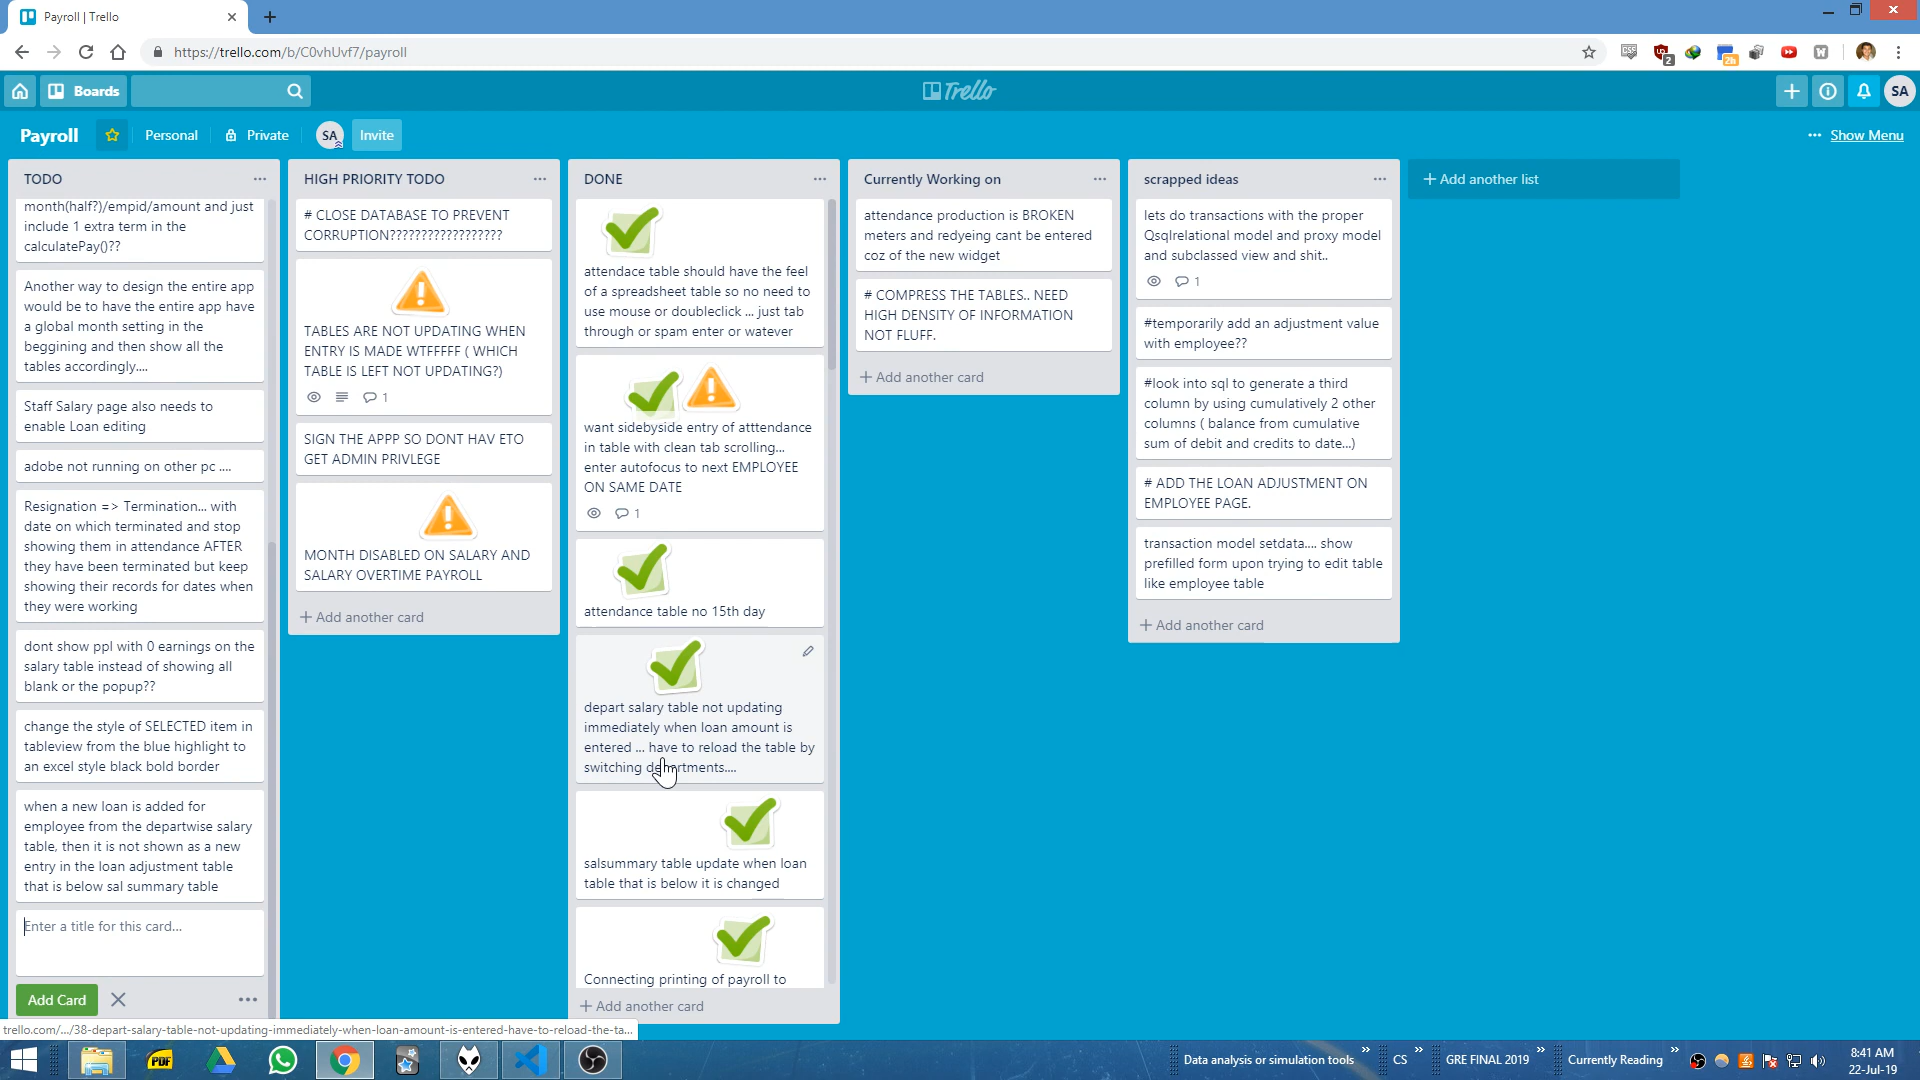 Payroll | Trello
https://trello.com/b/C0vhUvf7/payroll
2
2h
Boards
Trello
SA
Payroll
Personal
Private
SA
Invite
Show Menu
TODO
month(half?)/empid/amount and just
include 1 extra term in the
calculatePay()??
Another way to design the entire app
would be to have the entire app have
a global month setting in the
beggining and then show all the
tables accordingly....
Staff Salary page also needs to
enable Loan editing
adobe not running on other pc ....
Resignation => Termination... with
date on which terminated and stop
showing them in attendance AFTER
they have been terminated but keep
showing their records for dates when
they were working
dont show ppl with 0 earnings on the
salary table instead of showing all
blank or the popup??
change the style of SELECTED item in
tableview from the blue highlight to
an excel style black bold border
when a new loan is added for
employee from the departwise salary
table, then it is not shown as a new
entry in the loan adjustment table
that is below sal summary table
Enter a title for this card...
Add Card
HIGH PRIORITY TODO
# CLOSE DATABASE TO PREVENT
CORRUPTION??????????????????
TABLES ARE NOT UPDATING WHEN
ENTRY IS MADE WTFFFFF ( WHICH
TABLE IS LEFT NOT UPDATING?)
1
SIGN THE APPP SO DONT HAV ETO
GET ADMIN PRIVLEGE
MONTH DISABLED ON SALARY AND
SALARY OVERTIME PAYROLL
+ Add another card
DONE
attendace table should have the feel
of a spreadsheet table so no need to
use mouse or doubleclick ... just tab
through or spam enter or watever
want sidebyside entry of atttendance
in table with clean tab scrolling...
enter autofocus to next EMPLOYEE
ON SAME DATE
1
attendance table no 15th day
depart salary table not updating
immediately when loan amount is
entered ... have to reload the table by
switching departments....
salsummary table update when loan
table that is below it is changed
Connecting printing of payroll to
+ Add another card
Currently Working on
attendance production is BROKEN
meters and redyeing cant be entered
coz of the new widget
# COMPRESS THE TABLES.. NEED
HIGH DENSITY OF INFORMATION
NOT FLUFF.
+ Add another card
scrapped ideas
lets do transactions with the proper
Qsqlrelational model and proxy model
and subclassed view and shit..
1
#temporarily add an adjustment value
with employee??
#look into sql to generate a third
column by using cumulatively 2 other
columns ( balance from cumulative
sum of debit and credits to date...)
# ADD THE LOAN ADJUSTMENT ON
EMPLOYEE PAGE.
transaction model setdata.... show
prefilled form upon trying to edit table
like employee table
+ Add another card
+ Add another list
trello.com/.../38-depart-salary-table-not-updating-immediately-when-loan-amount-is-entered-have-to-reload-the-ta...
PDF
Data analysis or simulation tools
CS
GRE FINAL 2019
Currently Reading
8:41 AM
22-Jul-19